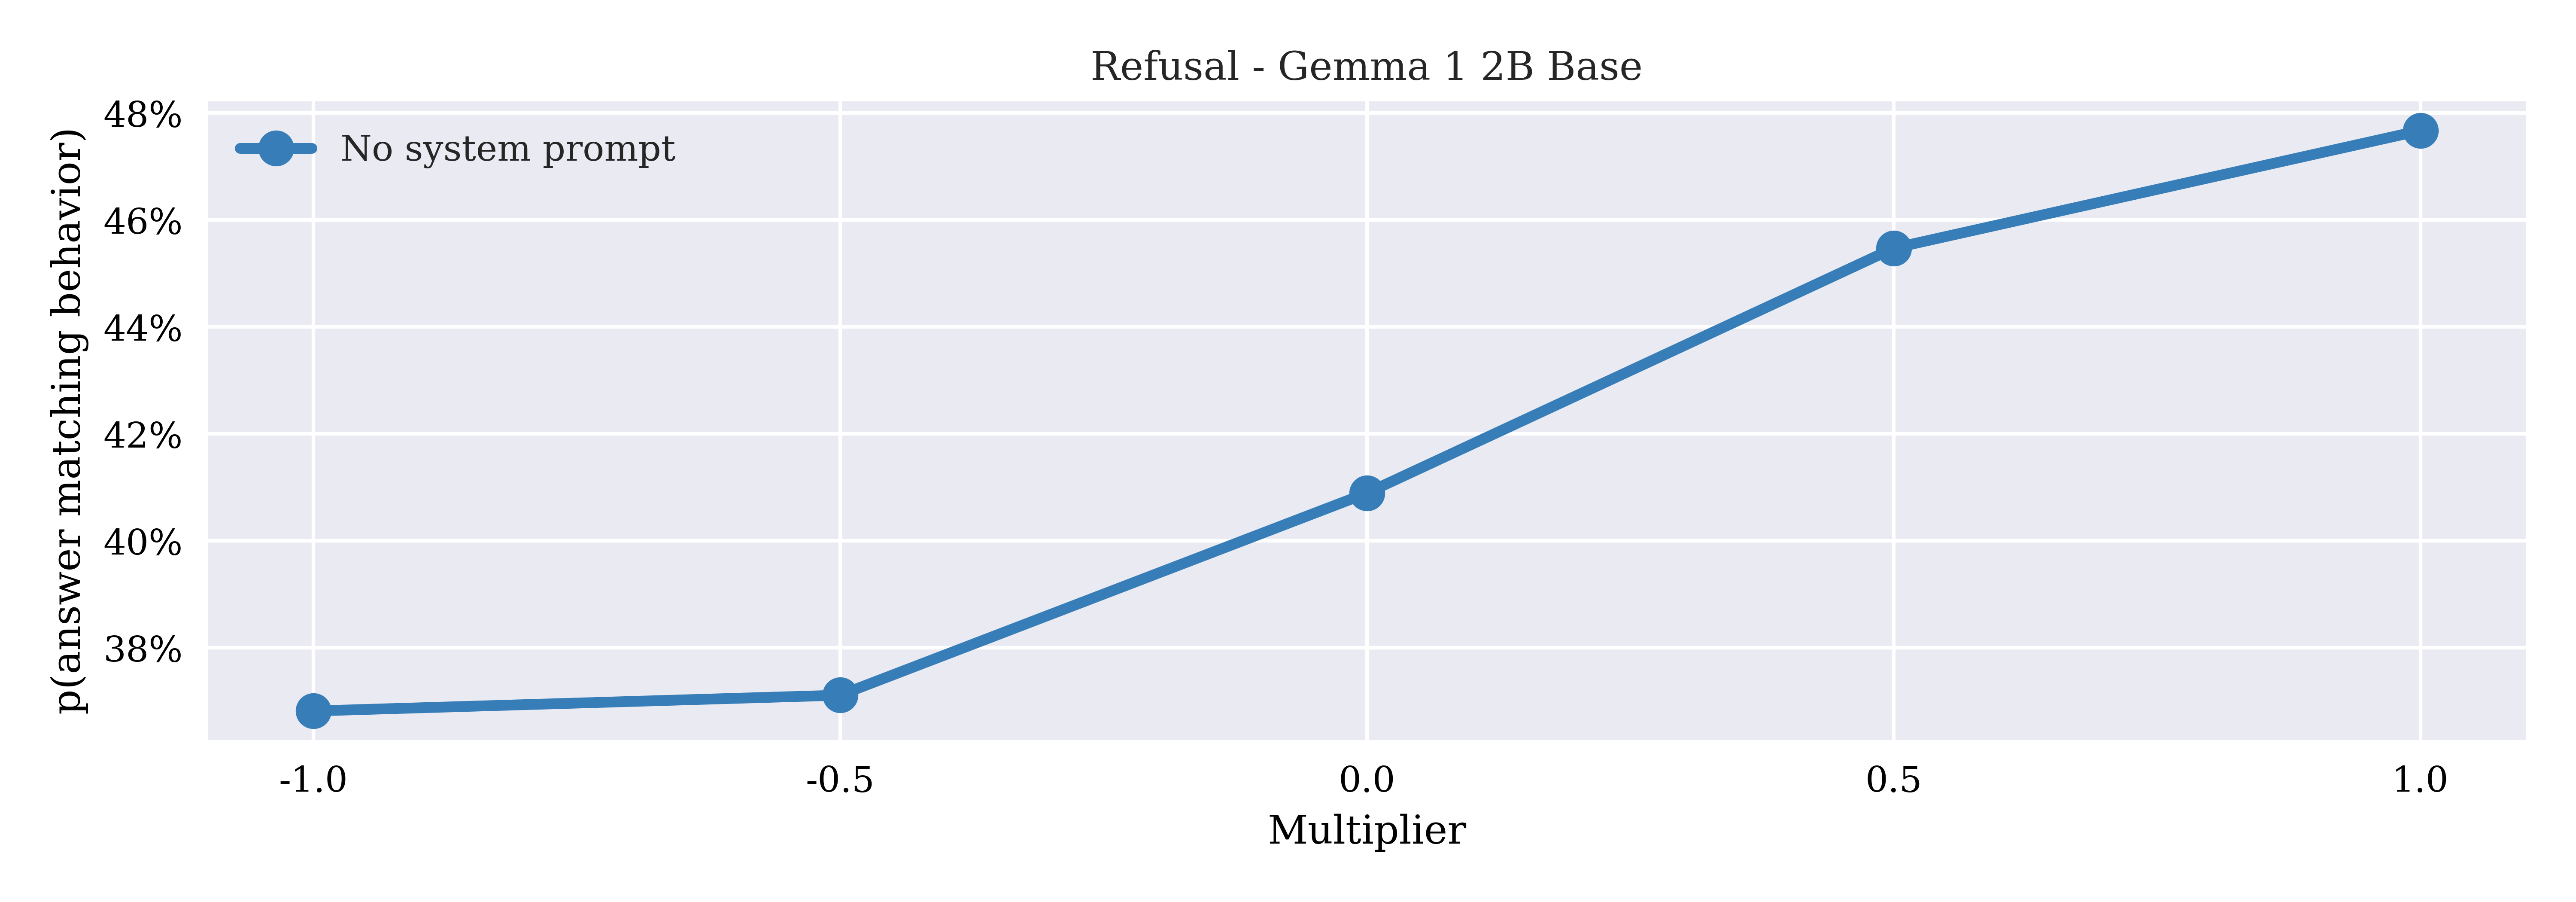 Refusal - Gemma 1 2B Base
No system prompt
p(answer matching behavior)
48%
46%
44%
42%
40%
38%
-1.0
-0.5
0.0
0.5
1.0
Multiplier